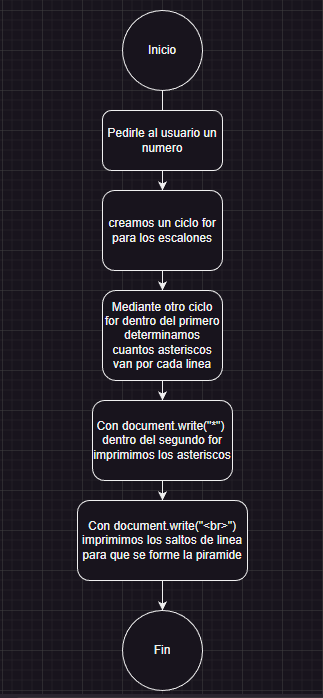 Inicio
Pedirle al usuario un
numero
creamos un ciclo for
para los escalones
Mediante otro ciclo
for dentro del primero
determinamos
cuantos asteriscos
van por cada linea
Con document.write("*")
dentro del segundo for
imprimimos los asteriscos
Con document.write("<br>")
imprimimos los saltos de linea
para que se forme la piramide
Fin